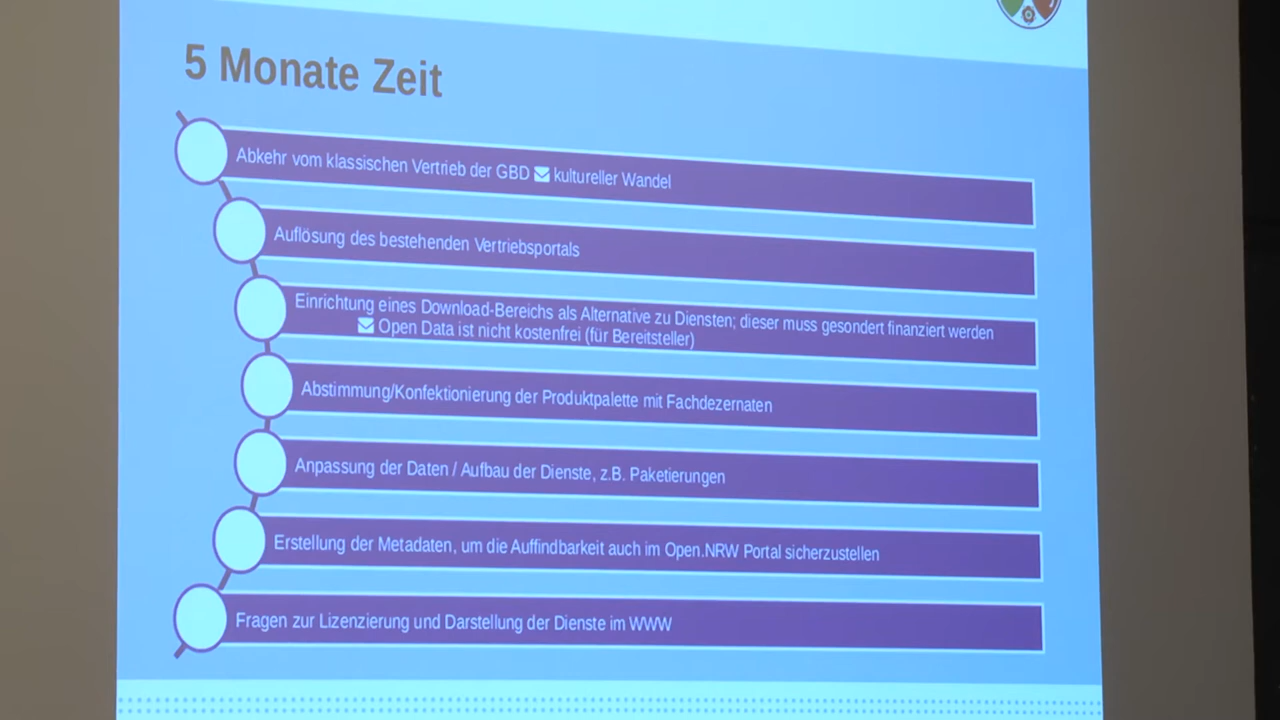 5 Monate Zeit
Abkehr vom klassischen Vertrieb der GBD ✉ kultureller Wandel
Auflösung des bestehenden Vertriebsportals
Einrichtung eines Download-Bereichs als Alternative zu Diensten; dieser muss gesondert finanziert werden
✉ Open Data ist nicht kostenfrei (für Bereitsteller)
Abstimmung/Konfektionierung der Produktpalette mit Fachdezernaten
Anpassung der Daten / Aufbau der Dienste, z.B. Paketierungen
Erstellung der Metadaten, um die Auffindbarkeit auch im Open.NRW Portal sicherzustellen
Fragen zur Lizenzierung und Darstellung der Dienste im WWW